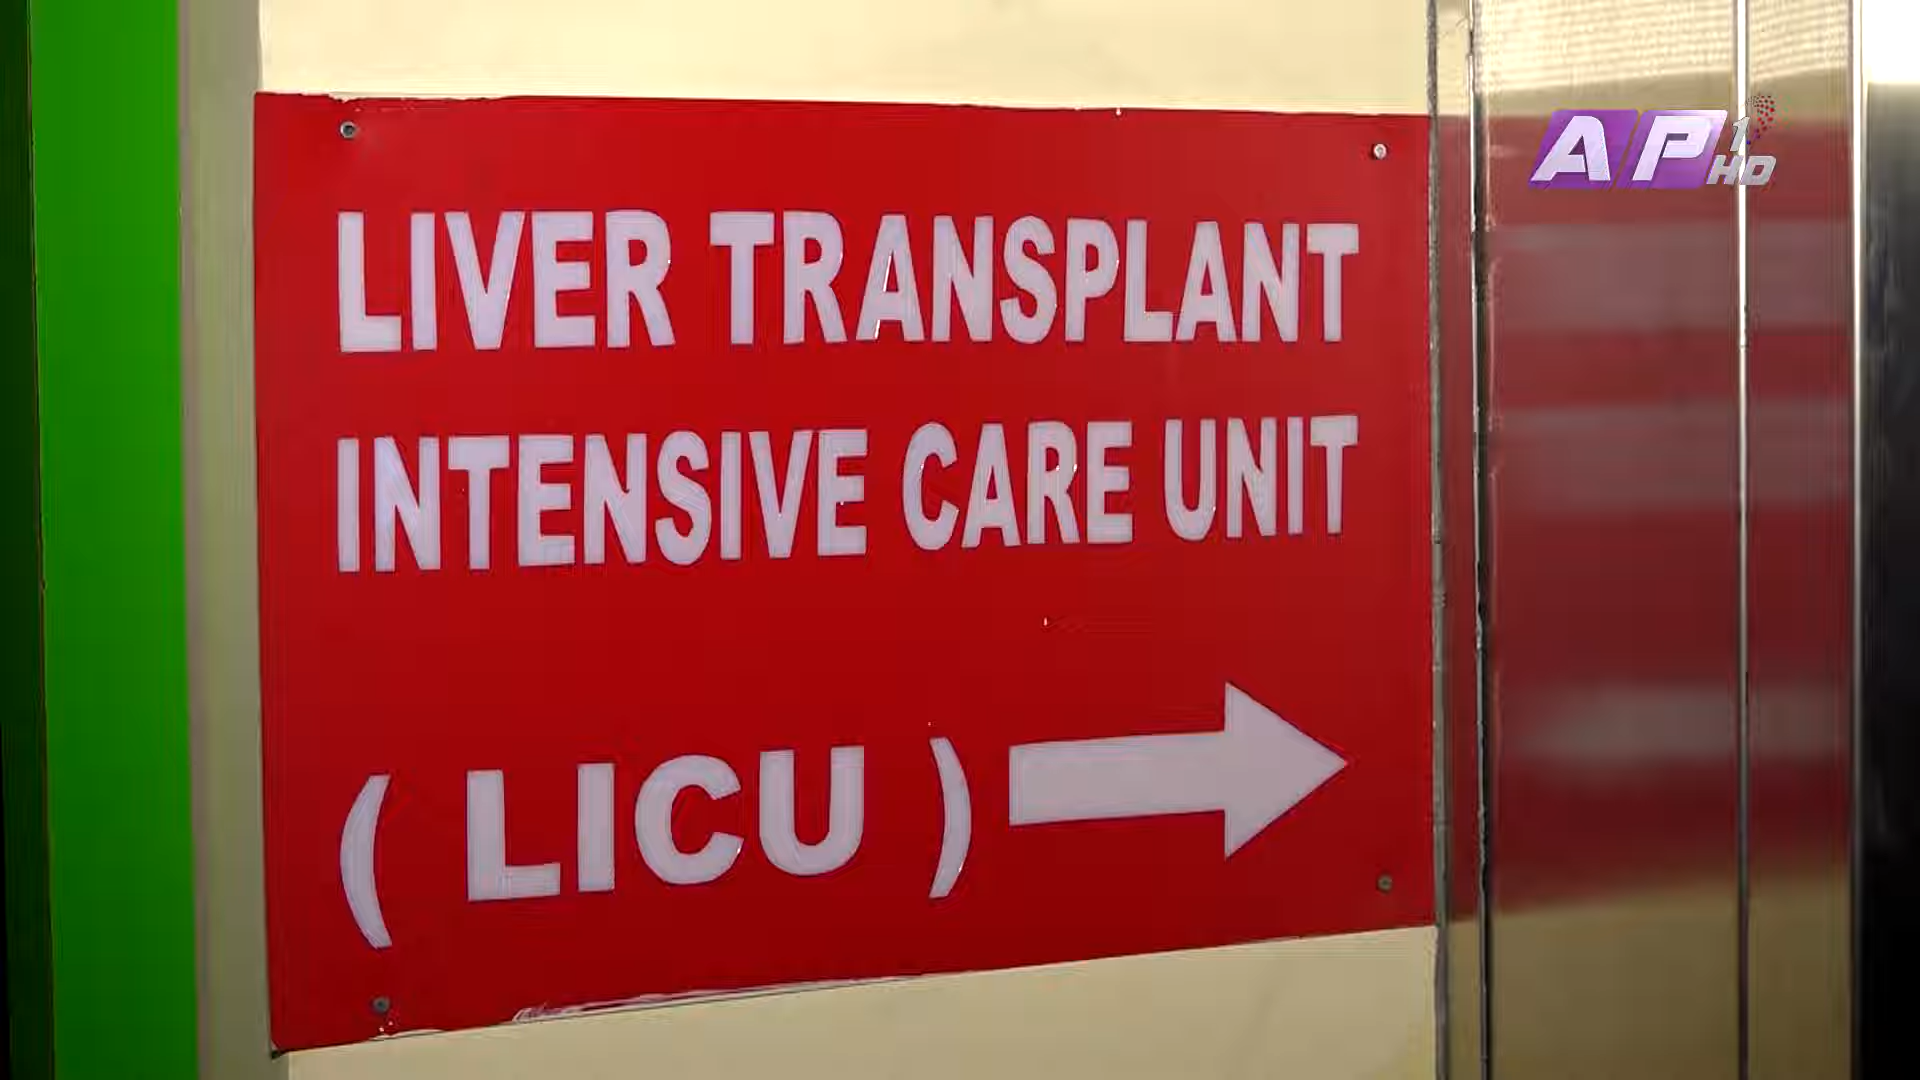 AP1 HD
LIVER TRANSPLANT
INTENSIVE CARE UNIT
( LICU )